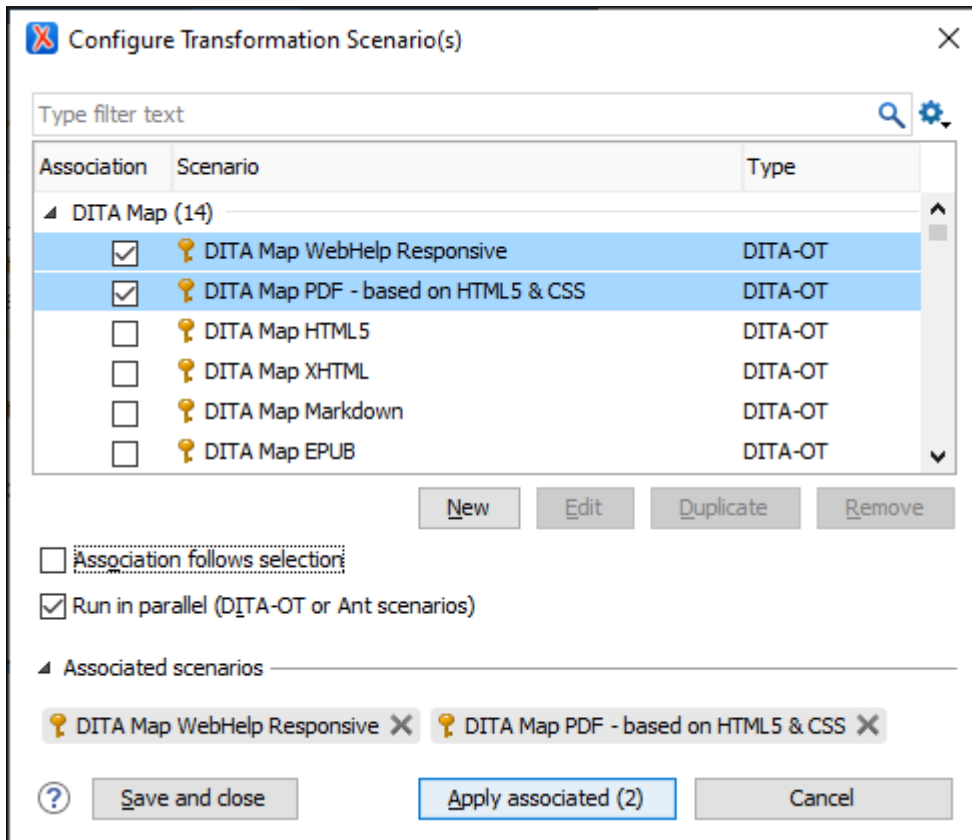 Configure Transformation Scenario(s)
Type filter text
Association Scenario Type
DITA Map (14)
DITA Map WebHelp Responsive DITA-OT
DITA Map PDF - based on HTML5 & CSS DITA-OT
DITA Map HTML5 DITA-OT
DITA Map XHTML DITA-OT
DITA Map Markdown DITA-OT
DITA Map EPUB DITA-OT
New Edit Duplicate Remove
Association follows selection
Run in parallel (DITA-OT or Ant scenarios)
Associated scenarios
DITA Map WebHelp Responsive DITA Map PDF - based on HTML5 & CSS
? Save and close Apply associated (2) Cancel